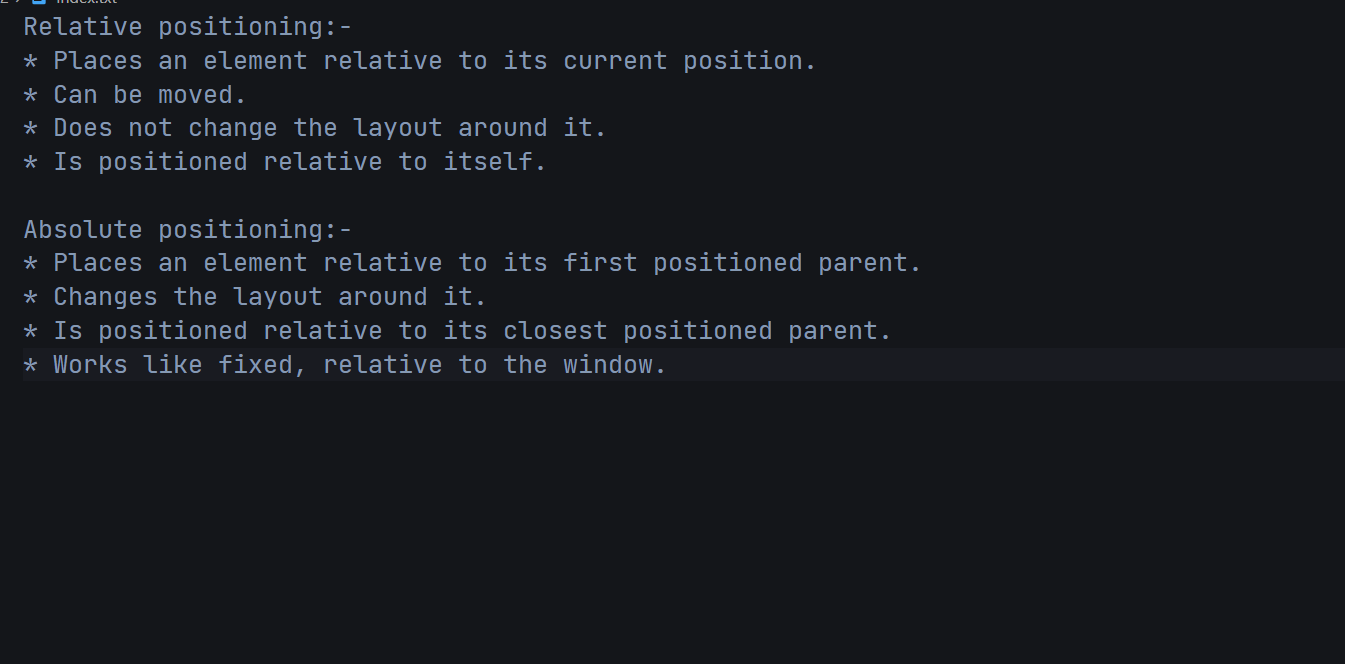 index.txt
Relative positioning:-
* Places an element relative to its current position.
* Can be moved.
* Does not change the layout around it.
* Is positioned relative to itself.
Absolute positioning:-
* Places an element relative to its first positioned parent.
* Changes the layout around it.
* Is positioned relative to its closest positioned parent.
* Works like fixed, relative to the window.